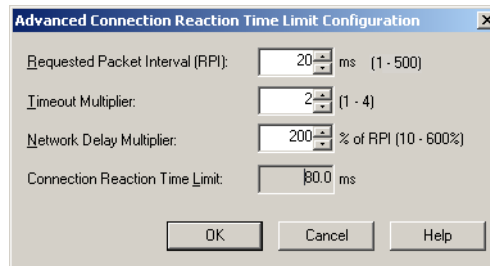 Advanced Connection Reaction Time Limit Configuration
Requested Packet Interval (RPI): 20 ms (1 - 500)
Timeout Multiplier: 2 (1 - 4)
Network Delay Multiplier: 200 % of RPI (10 - 600%)
Connection Reaction Time Limit: 80.0 ms
OK Cancel Help